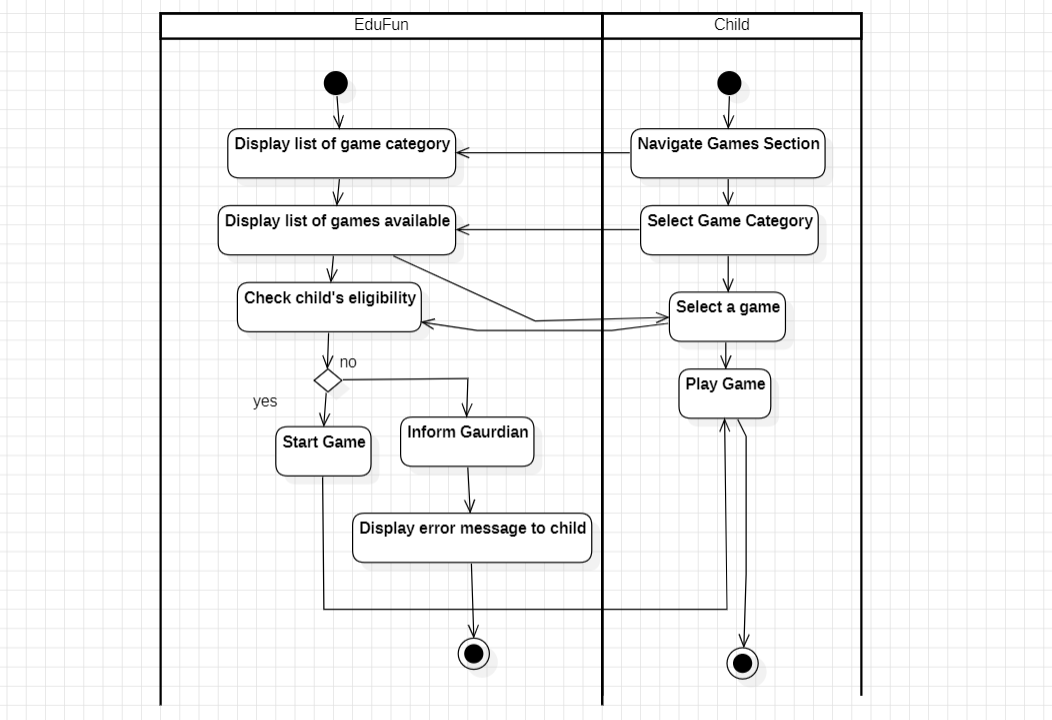 EduFun
Child
Display list of game category
Navigate Games Section
Display list of games available
Select Game Category
Check child's eligibility
Select a game
no
yes
Play Game
Start Game
Inform Gaurdian
Display error message to child